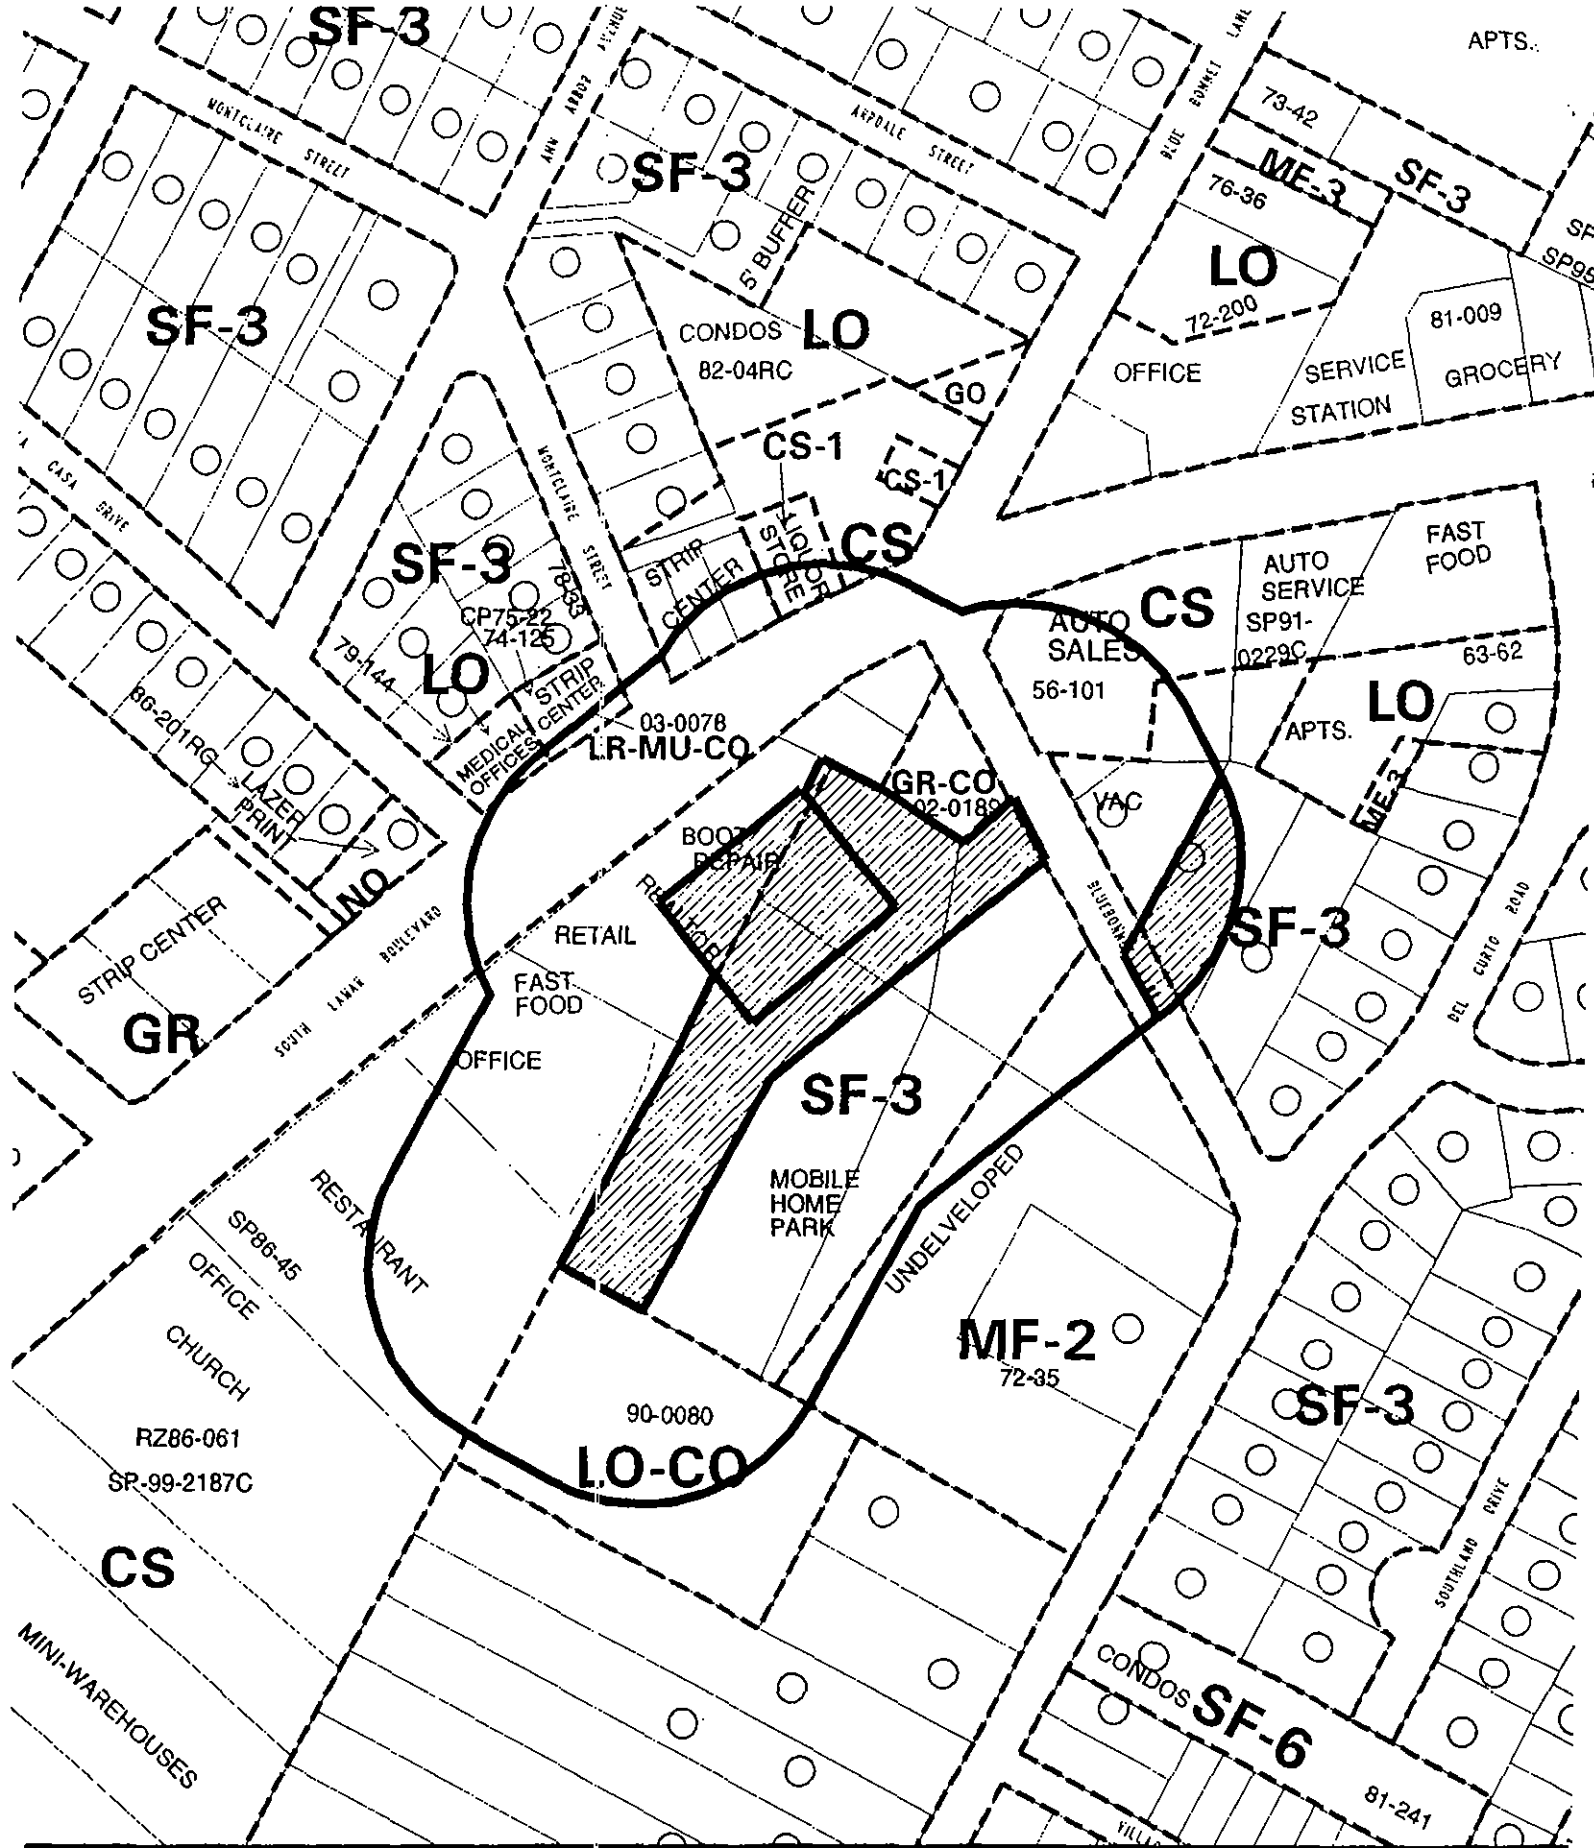 SF-3
APTS.
AVENUE
ANN ARBOR
BLUE BONNET LANE
MONTCLAIRE STREET
ARPDALE STREET
73-42
SF-3
MF-3
SF-3
76-36
5' BUFFER
LO
72-200
SP95
SF-3
CONDOS
82-04RC
LO
81-009
OFFICE
SERVICE
STATION
GROCERY
GO
CS-1
CS-1
CASA DRIVE
MONTCLAIRE STREET
SF-3
78-33
STRIP
CENTER
LIQUOR
STORE
CS
FAST
FOOD
AUTO
SERVICE
SP91-
0229C
CS
CP75-22
74-125
79-144
LO
STRIP
CENTER
AUTO
SALES
56-101
63-62
LO
APTS.
86-201RG
MEDICAL
OFFICES
03-0078
LR-MU-CO
LAZER
PRINT
GR-CO
02-0189
VAC
MF-3
BOOT
REPAIR
NO
STRIP CENTER
RETAIL
SOUTH LAMAR BOULEVARD
SF-3
DEL CURTO ROAD
FAST
FOOD
GR
OFFICE
SF-3
RESTAURANT
SP86-45
MOBILE
HOME
PARK
UNDELVELOPED
OFFICE
CHURCH
MF-2
72-35
SF-3
90-0080
LO-CO
RZ86-061
SP-99-2187C
CS
SOUTHLAND DRIVE
MINI-WAREHOUSES
CONDOS
SF-6
81-241